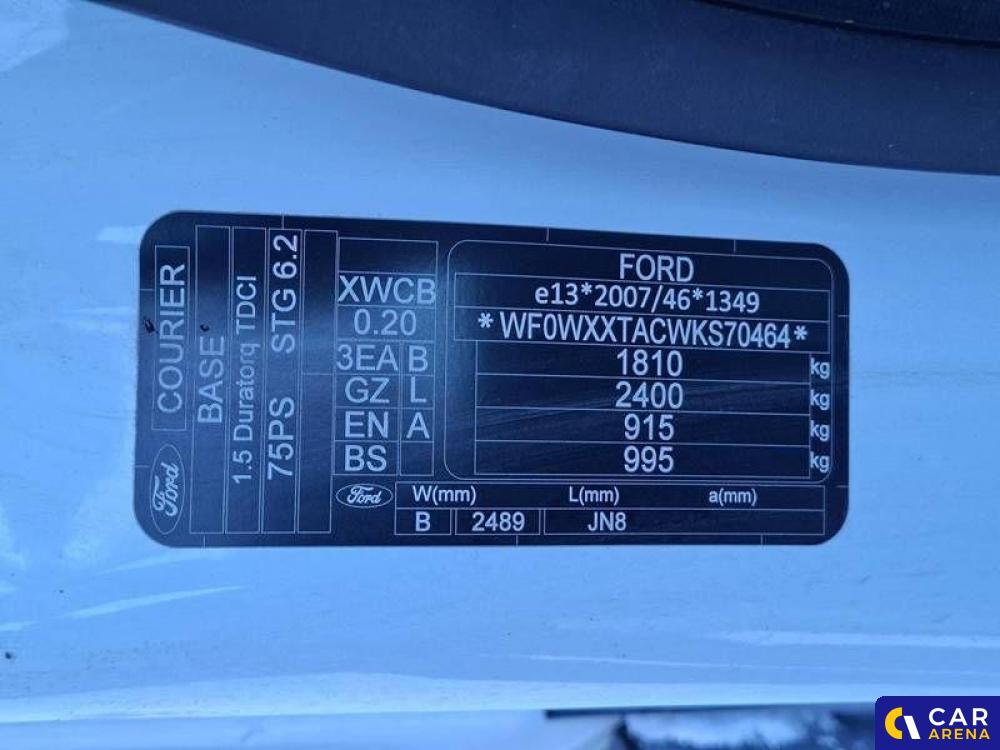 COURIER
Ford
BASE
1.5 Duratorq TDCI
75PS STG 6.2
XWCB
0.20
3EA B
GZ L
EN A
BS
FORD
e13*2007/46*1349
*WF0WXXTACWKS70464*
1810 kg
2400 kg
915 kg
995 kg
Ford W(mm) L(mm) a(mm)
B 2489 JN8
CAR
ARENA